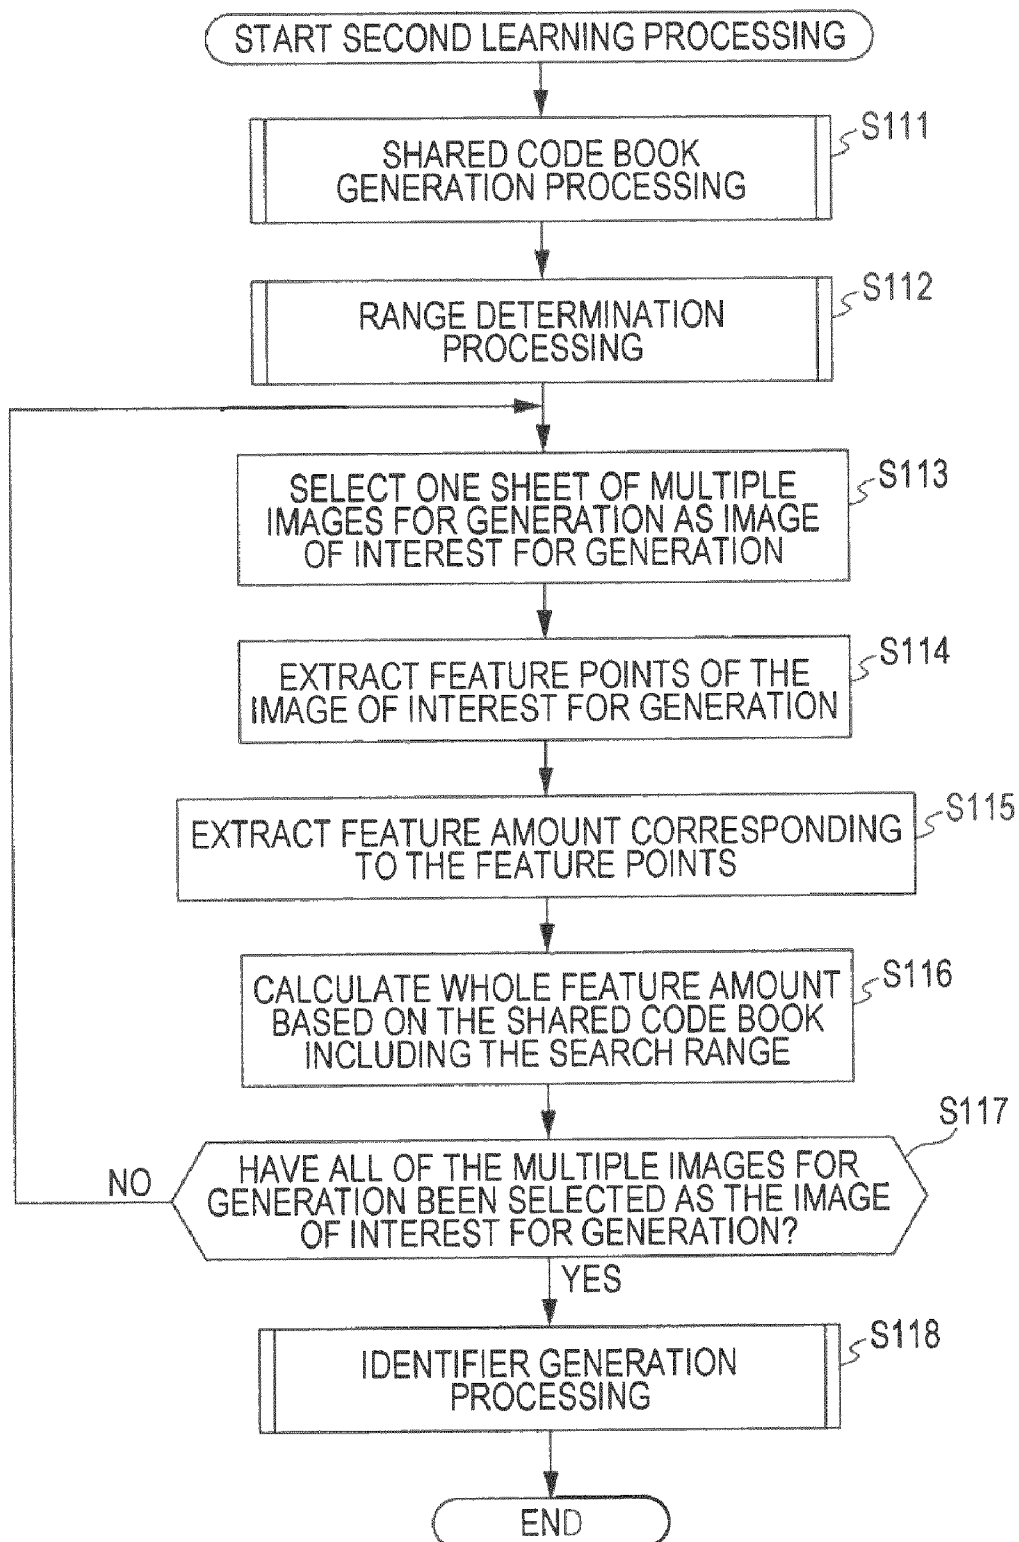 START SECOND LEARNING PROCESSING
SHARED CODE BOOK
GENERATION PROCESSING
S111
RANGE DETERMINATION
PROCESSING
S112
SELECT ONE SHEET OF MULTIPLE
IMAGES FOR GENERATION AS IMAGE
OF INTEREST FOR GENERATION
S113
EXTRACT FEATURE POINTS OF THE
IMAGE OF INTEREST FOR GENERATION
S114
EXTRACT FEATURE AMOUNT CORRESPONDING
TO THE FEATURE POINTS
S115
CALCULATE WHOLE FEATURE AMOUNT
BASED ON THE SHARED CODE BOOK
INCLUDING THE SEARCH RANGE
S116
HAVE ALL OF THE MULTIPLE IMAGES FOR
GENERATION BEEN SELECTED AS THE IMAGE
OF INTEREST FOR GENERATION?
S117
NO
YES
IDENTIFIER GENERATION
PROCESSING
S118
END